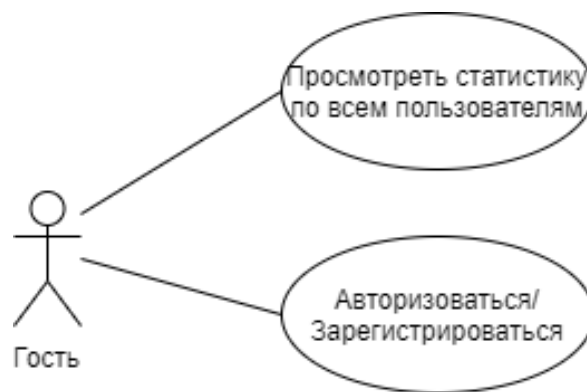 Просмотреть статистику
по всем пользователям
Авторизоваться/
Зарегистрироваться
Гость